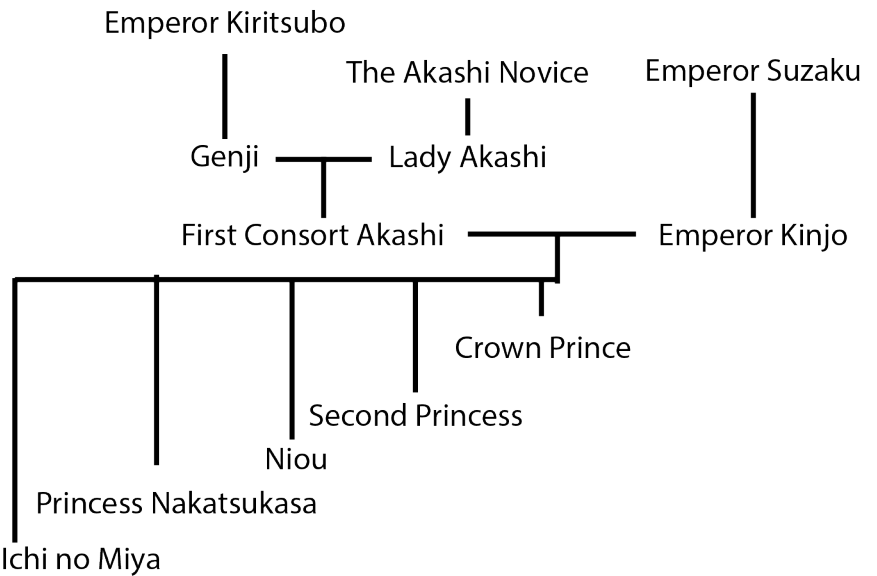 Emperor Kiritsubo
The Akashi Novice
Emperor Suzaku
Genji
Lady Akashi
First Consort Akashi
Emperor Kinjo
Crown Prince
Second Princess
Niou
Princess Nakatsukasa
Ichi no Miya